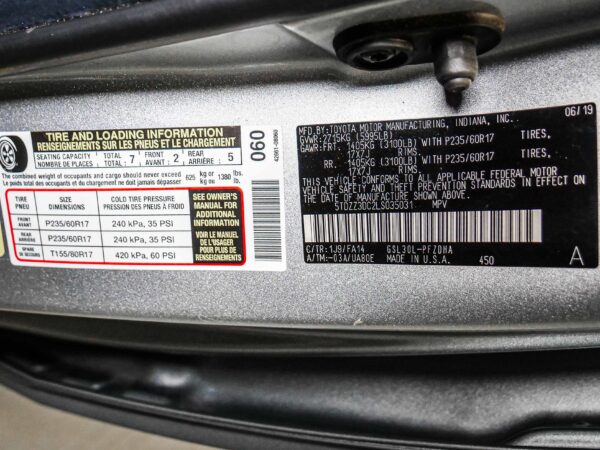 TIRE AND LOADING INFORMATION
RENSEIGNEMENTS SUR LES PNEUS ET LE CHARGEMENT
SEATING CAPACITY
NOMBRE DE PLACES
TOTAL 7
TOTAL :
FRONT 2
AVANT :
REAR 5
ARRIÈRE :
The combined weight of occupants and cargo should never exceed 625 kg or 1380 lbs.
Le poids total des occupants et du chargement ne doit jamais dépasser kg ou lb.
TIRE
PNEU
SIZE
DIMENSIONS
COLD TIRE PRESSURE
PRESSION DES PNEUS À FROID
FRONT
AVANT
P235/60R17
240 kPa, 35 PSI
REAR
ARRIÈRE
P235/60R17
240 kPa, 35 PSI
SPARE
DE SECOURS
T155/80R17
420 kPa, 60 PSI
SEE OWNER'S
MANUAL FOR
ADDITIONAL
INFORMATION
VOIR LE MANUEL
DE L'USAGER
POUR PLUS DE
RENSEIGNEMENTS
060
06/19
MFD.BY:TOYOTA MOTOR MANUFACTURING, INDIANA, INC.
GVWR:2715KG (5995LB)
GAWR:FRT. 1405KG (3100LB) WITH P235/60R17 TIRES,
RR. 1405KG (3100LB) WITH P235/60R17 TIRES,
THIS VEHICLE CONFORMS TO ALL APPLICABLE FEDERAL MOTOR
VEHICLE SAFETY AND THEFT PREVENTION STANDARDS IN EFFECT ON
THE DATE OF MANUFACTURE SHOWN ABOVE.
5TDZZ3DC2LS035031 MPV
C/TR:1J9/FA14 GSL30L-PFZDHA
A/TM:-03A/UA80E MADE IN U.S.A. 450
A